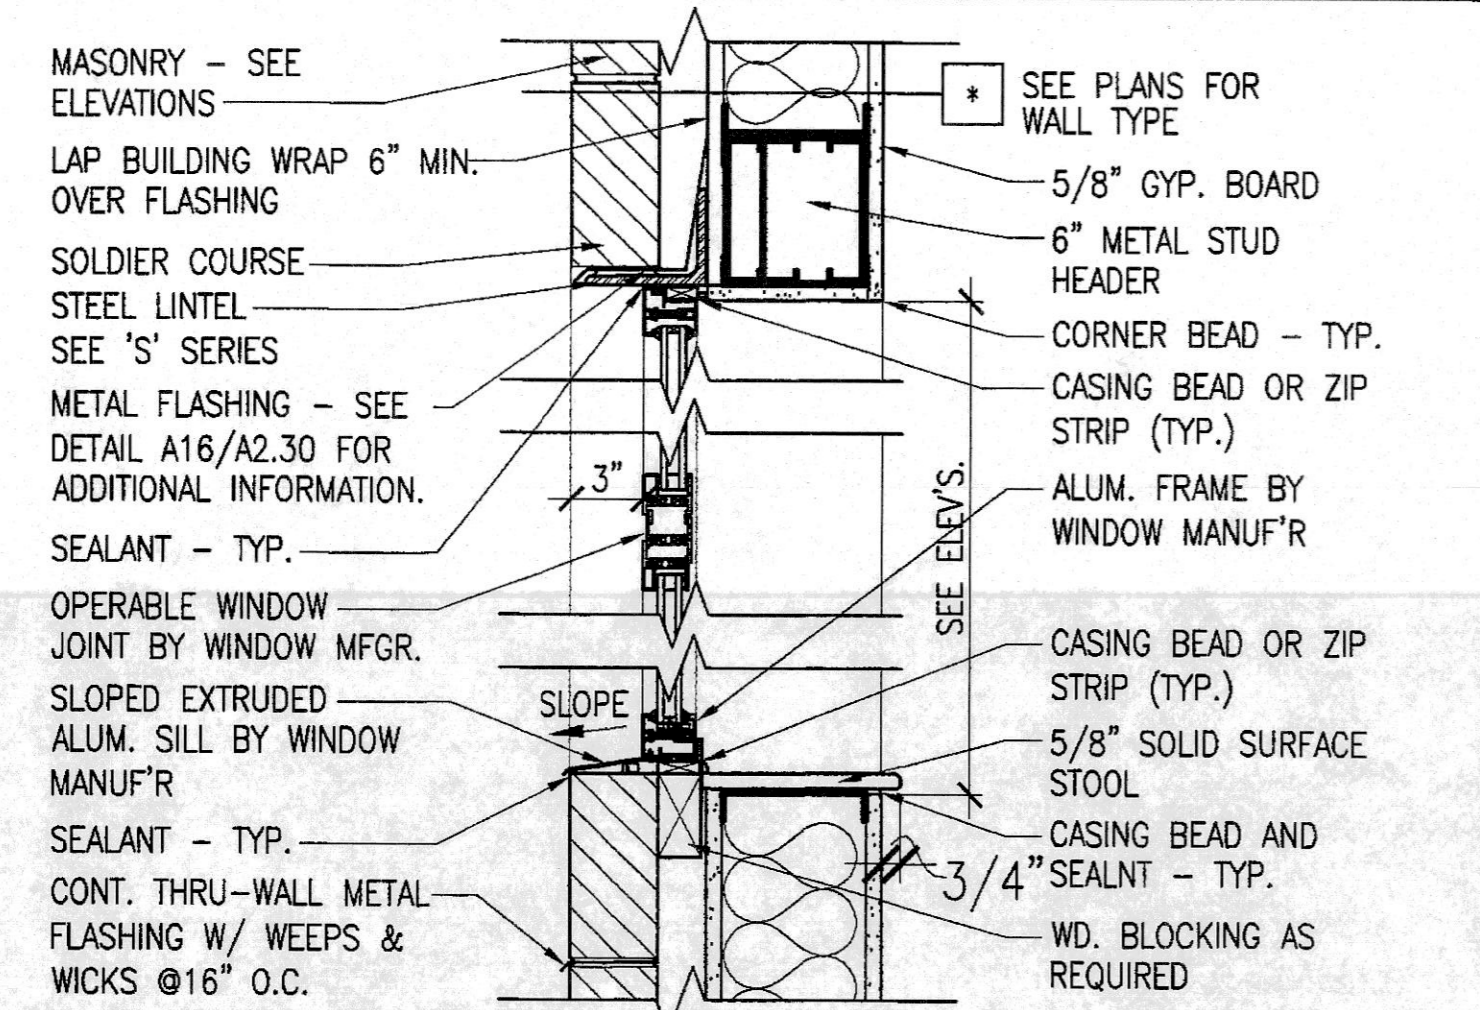 MASONRY - SEE
ELEVATIONS
LAP BUILDING WRAP 6" MIN.
OVER FLASHING
SOLDIER COURSE
STEEL LINTEL
SEE 'S' SERIES
METAL FLASHING - SEE
DETAIL A16/A2.30 FOR
ADDITIONAL INFORMATION.
SEALANT - TYP.
OPERABLE WINDOW
JOINT BY WINDOW MFGR.
SLOPED EXTRUDED
ALUM. SILL BY WINDOW
MANUF'R
SEALANT - TYP.
CONT. THRU-WALL METAL
FLASHING W/ WEEPS &
WICKS @16" O.C.
3"
SLOPE
SEE ELEV'S.
3/4"
*
SEE PLANS FOR
WALL TYPE
5/8" GYP. BOARD
6" METAL STUD
HEADER
CORNER BEAD - TYP.
CASING BEAD OR ZIP
STRIP (TYP.)
ALUM. FRAME BY
WINDOW MANUF'R
CASING BEAD OR ZIP
STRIP (TYP.)
5/8" SOLID SURFACE
STOOL
CASING BEAD AND
SEALNT - TYP.
WD. BLOCKING AS
REQUIRED